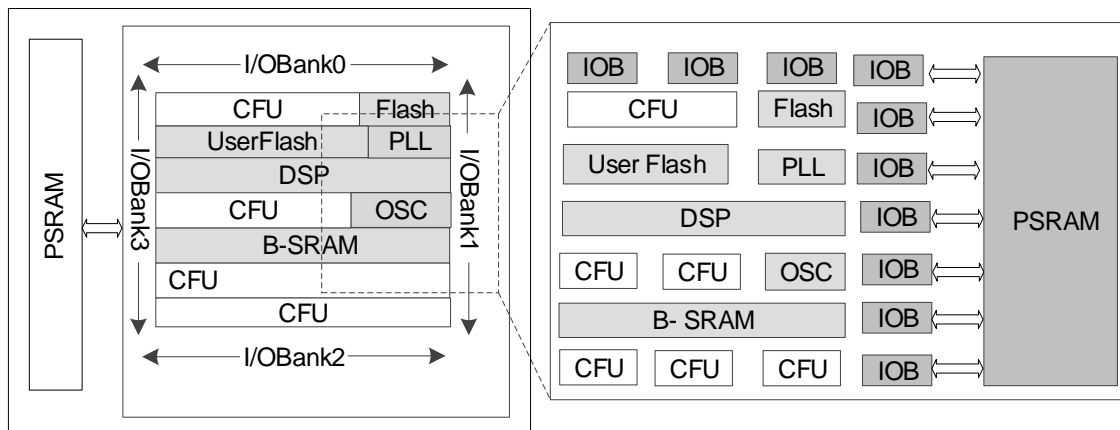 I/OBank0
PSRAM
I/OBank3
CFU
Flash
UserFlash
PLL
DSP
CFU
OSC
B-SRAM
CFU
CFU
I/OBank1
I/OBank2
IOB
IOB
IOB
IOB
CFU
Flash
IOB
User Flash
PLL
IOB
DSP
IOB
PSRAM
CFU
CFU
OSC
IOB
B- SRAM
IOB
CFU
CFU
CFU
IOB